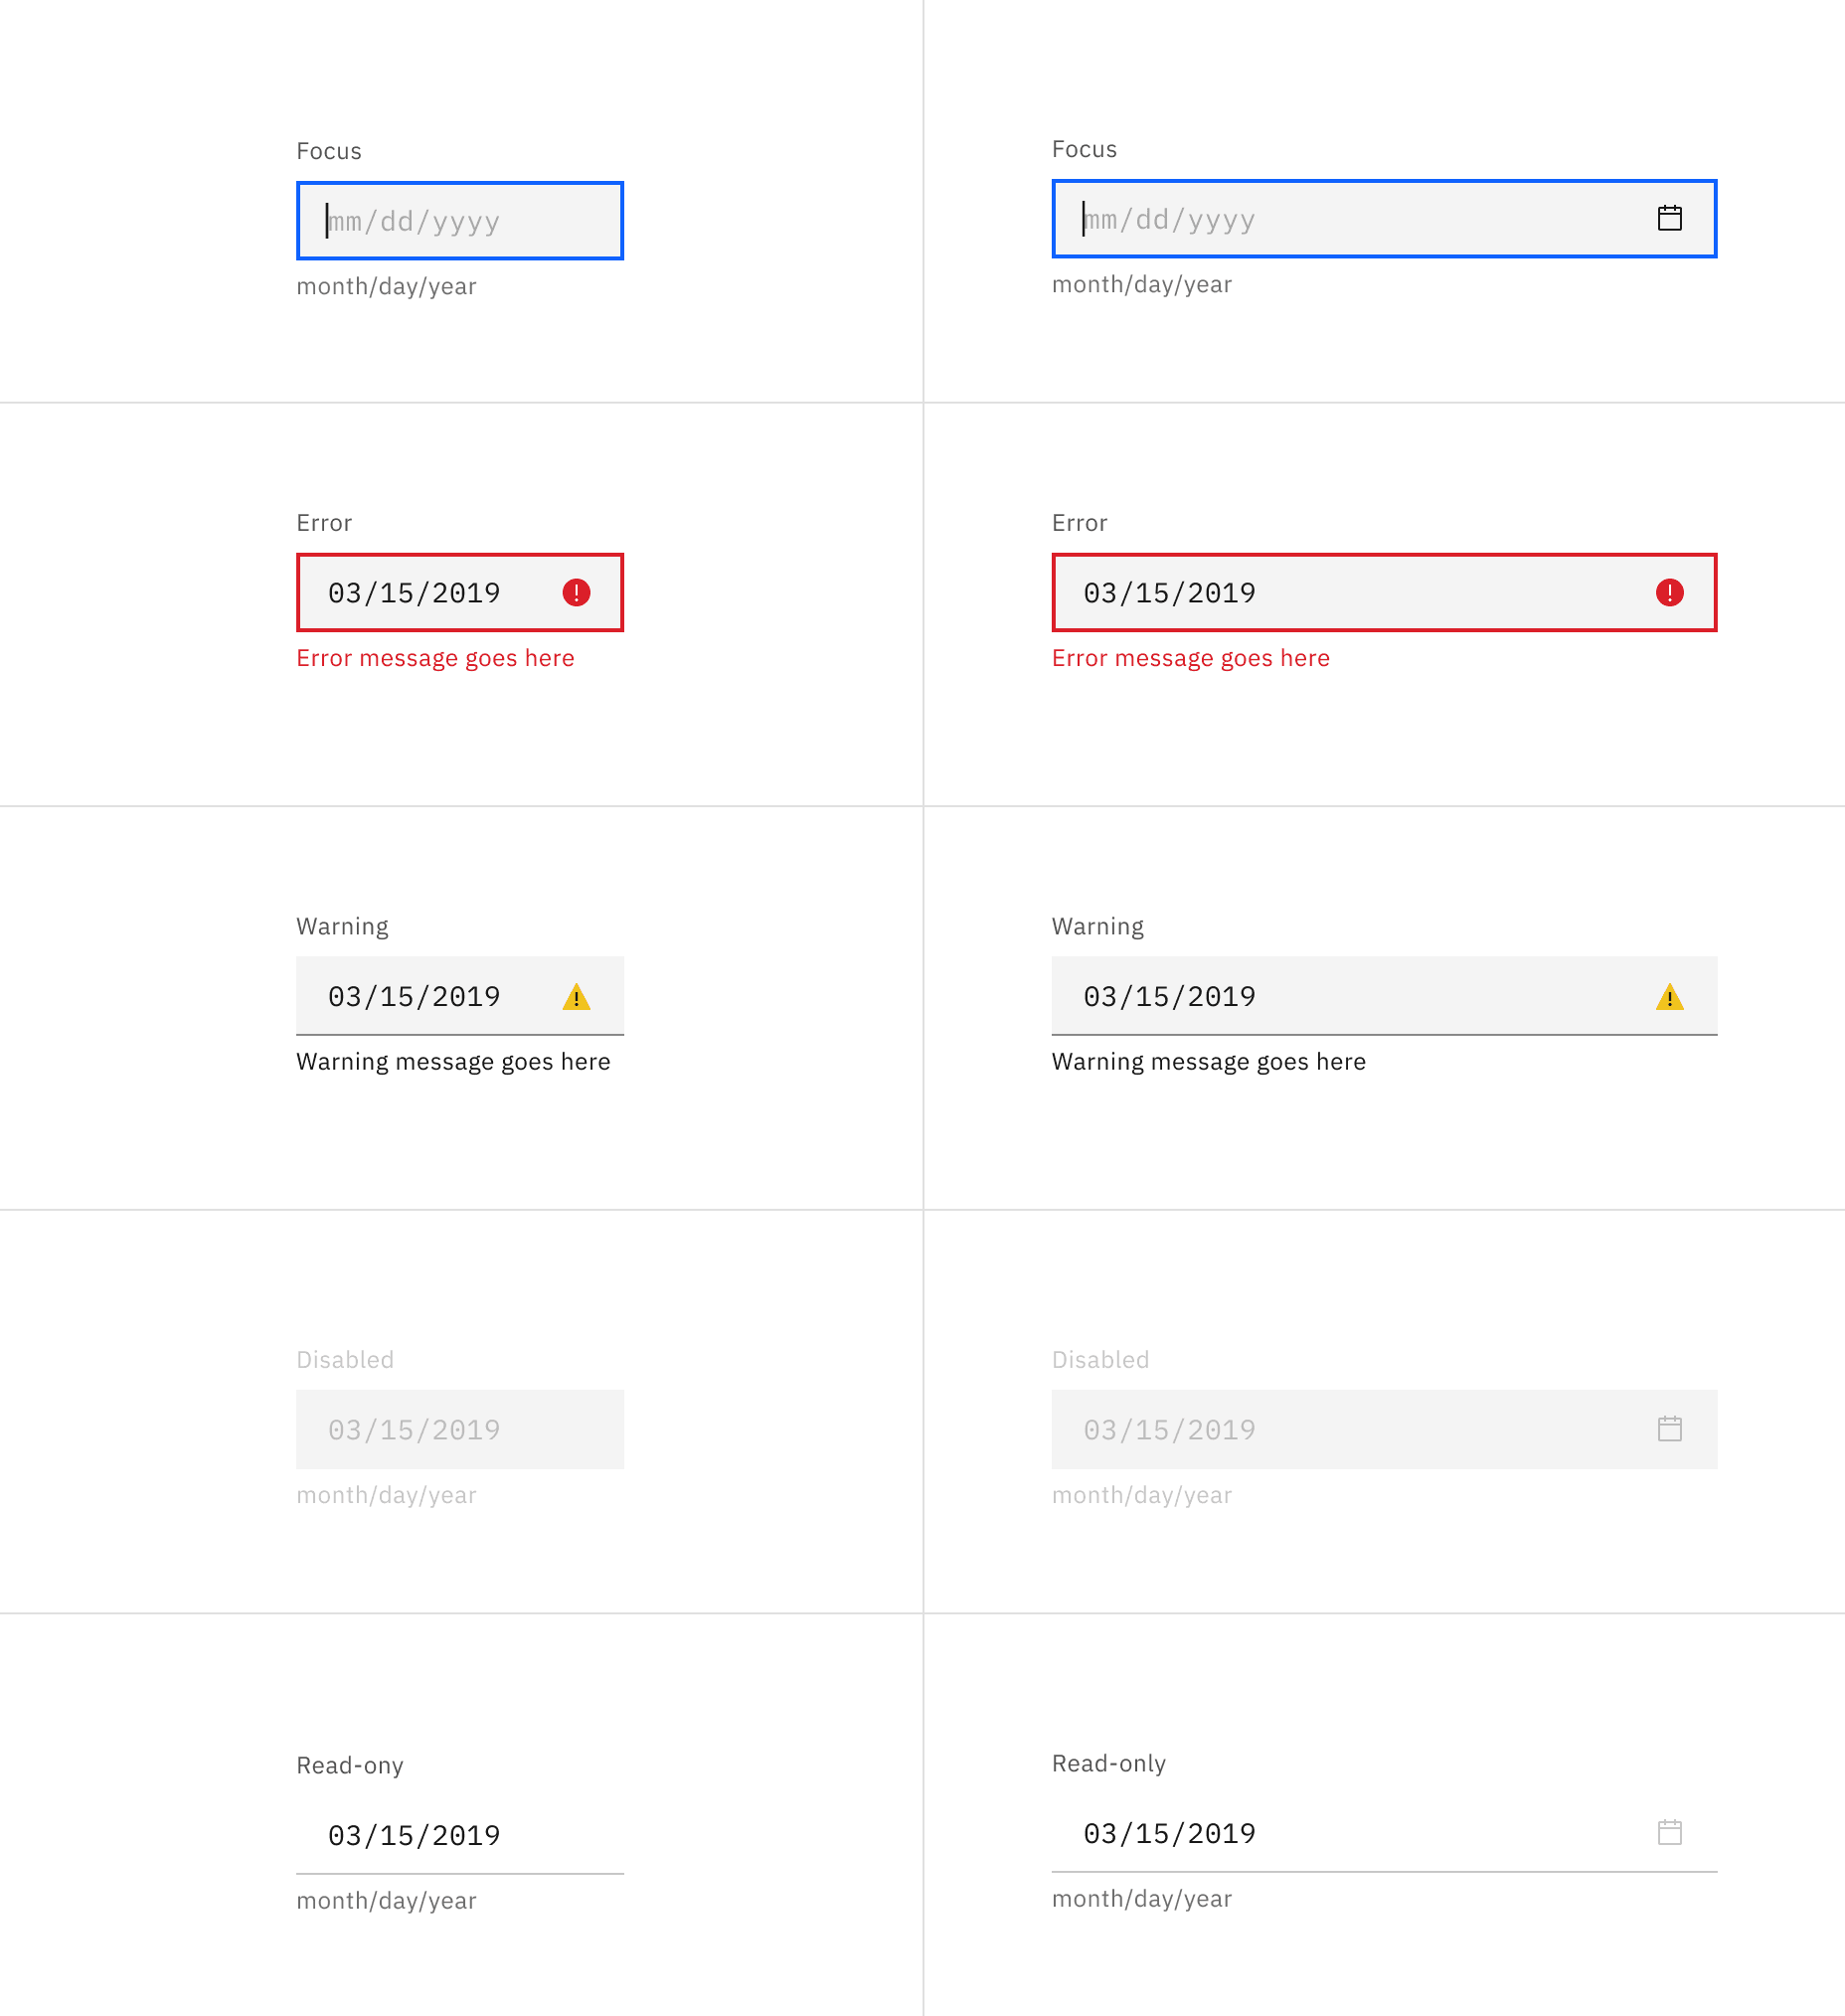 Focus
mm/dd/yyyy
month/day/year
Focus
mm/dd/yyyy
month/day/year
Error
03/15/2019
Error message goes here
Error
03/15/2019
Error message goes here
Warning
03/15/2019
Warning message goes here
Warning
03/15/2019
Warning message goes here
Disabled
03/15/2019
month/day/year
Disabled
03/15/2019
month/day/year
Read-ony
03/15/2019
month/day/year
Read-only
03/15/2019
month/day/year